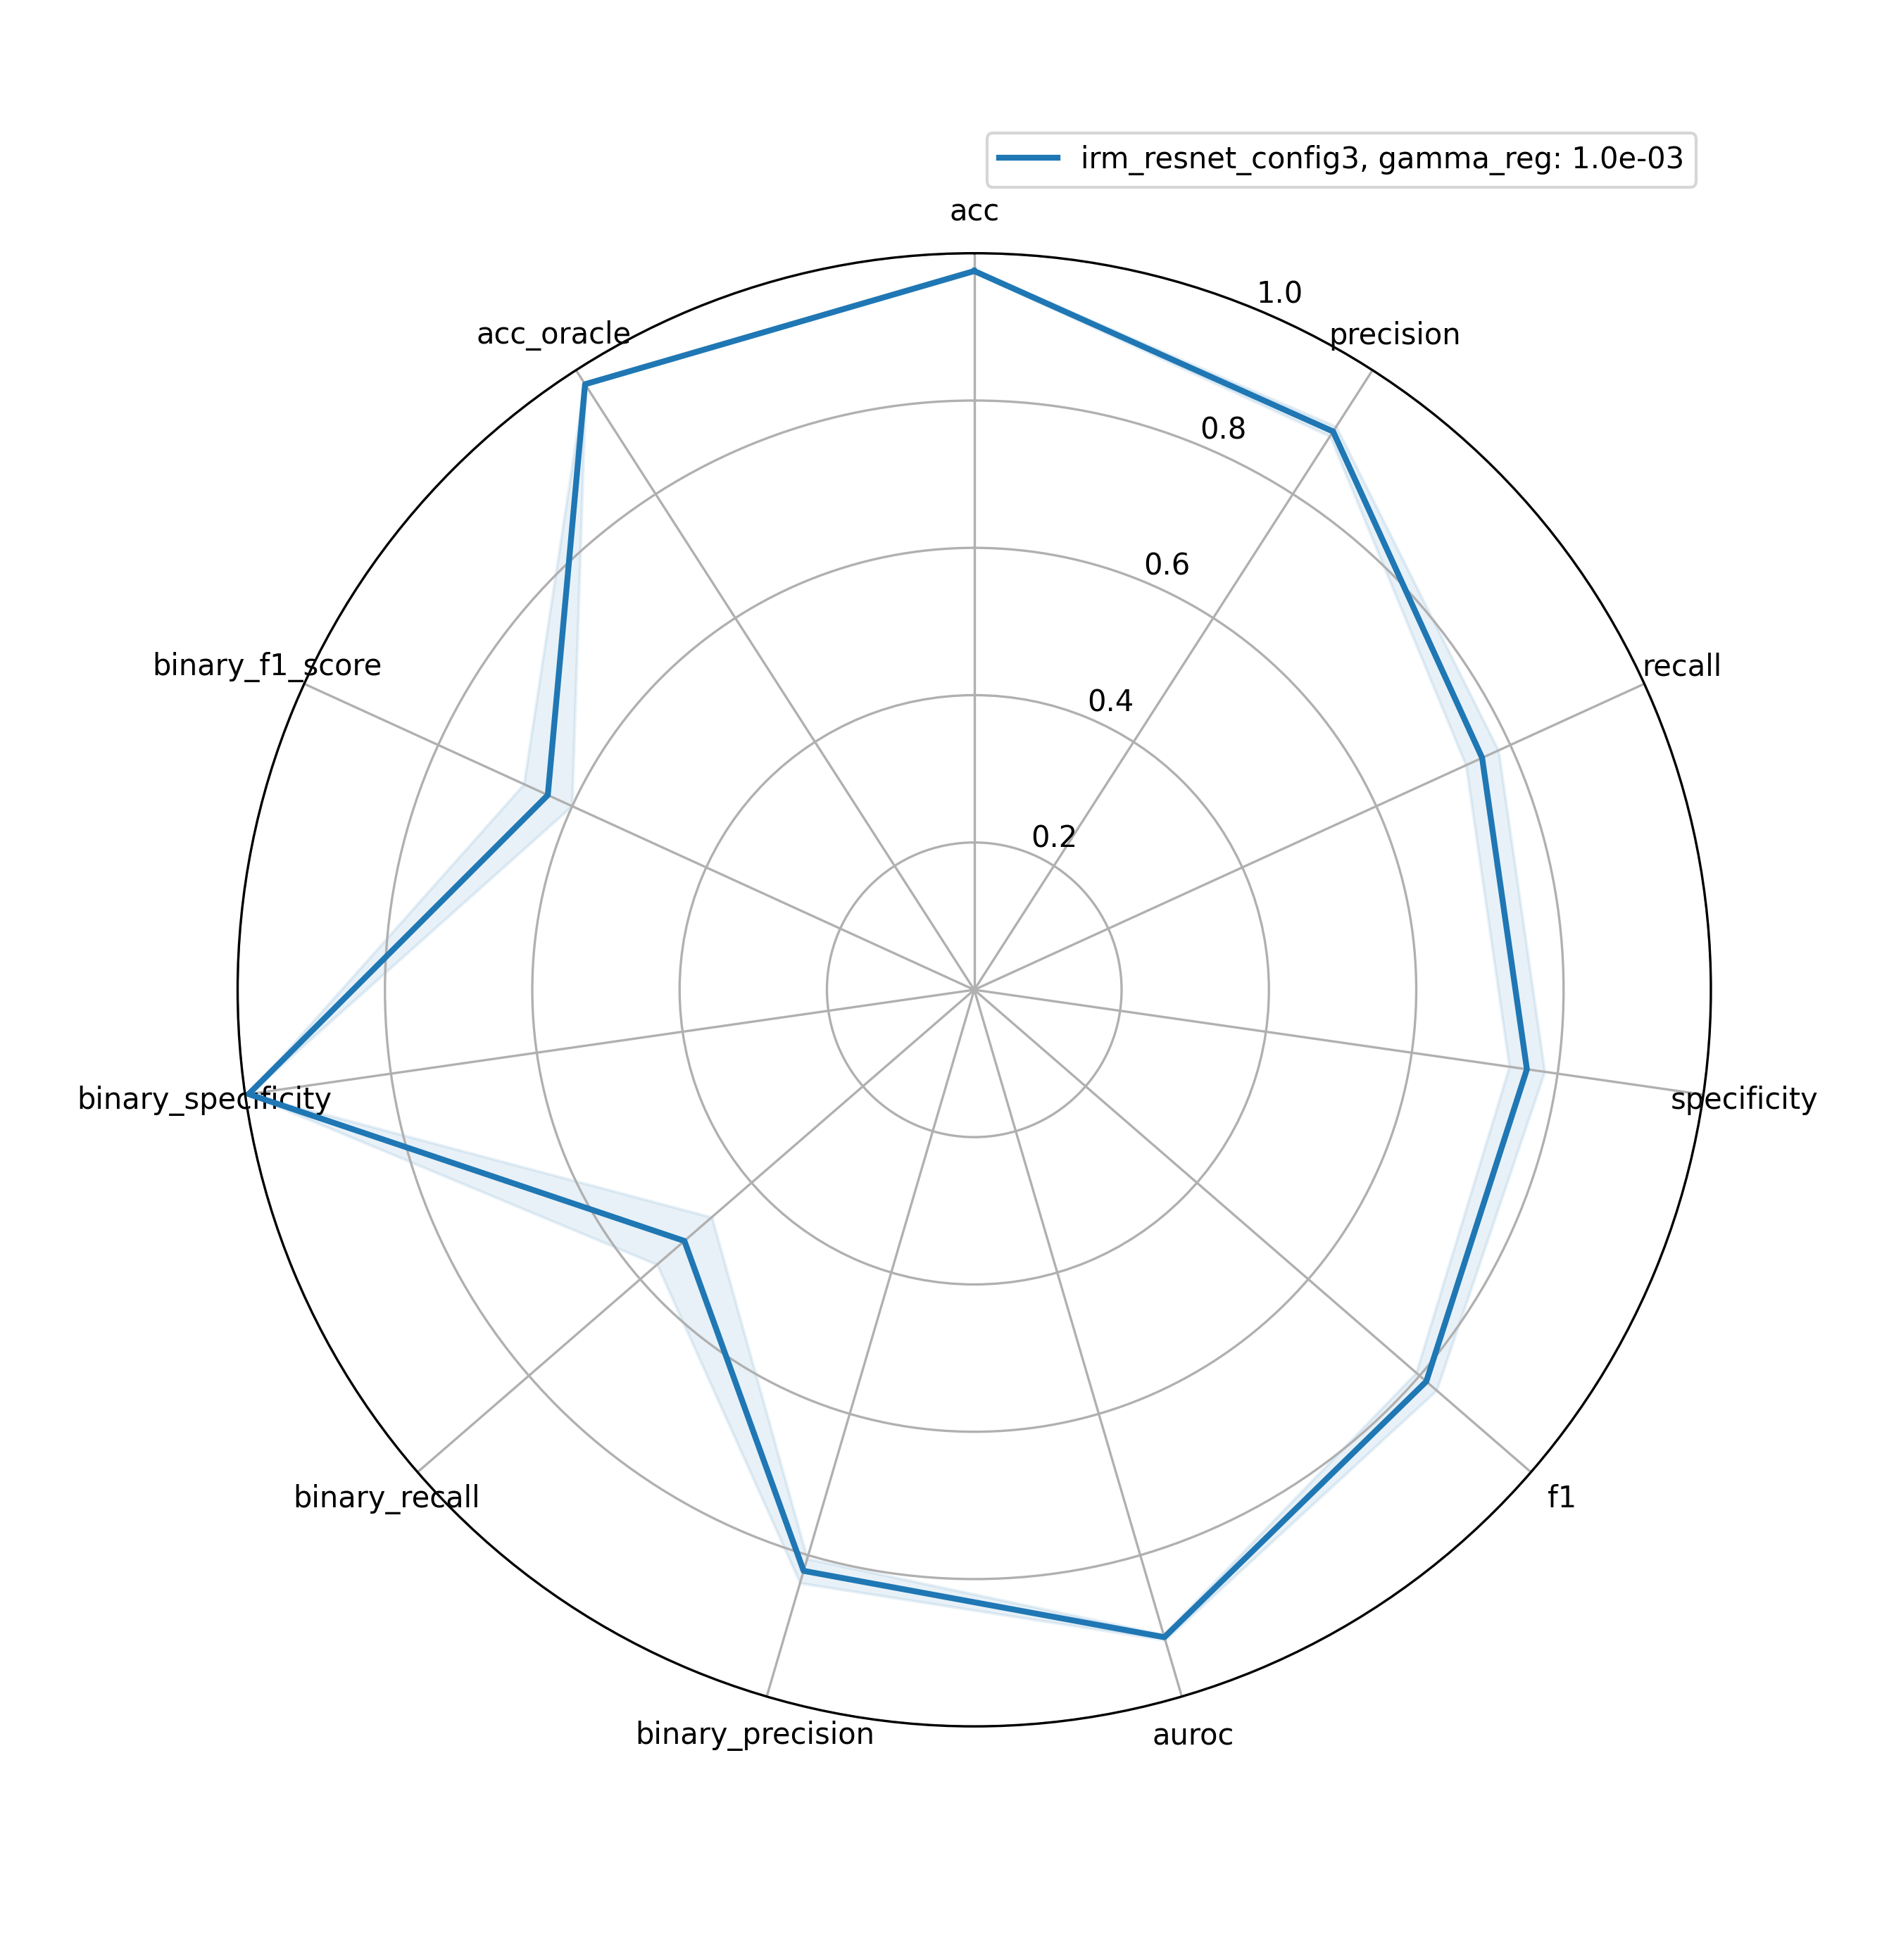 irm_resnet_config3, gamma_reg: 1.0e-03
acc
1.0
acc_oracle
precision
0.8
0.6
binary_f1_score
recall
0.4
0.2
binary_specificity
specificity
binary_recall
f1
binary_precision
auroc